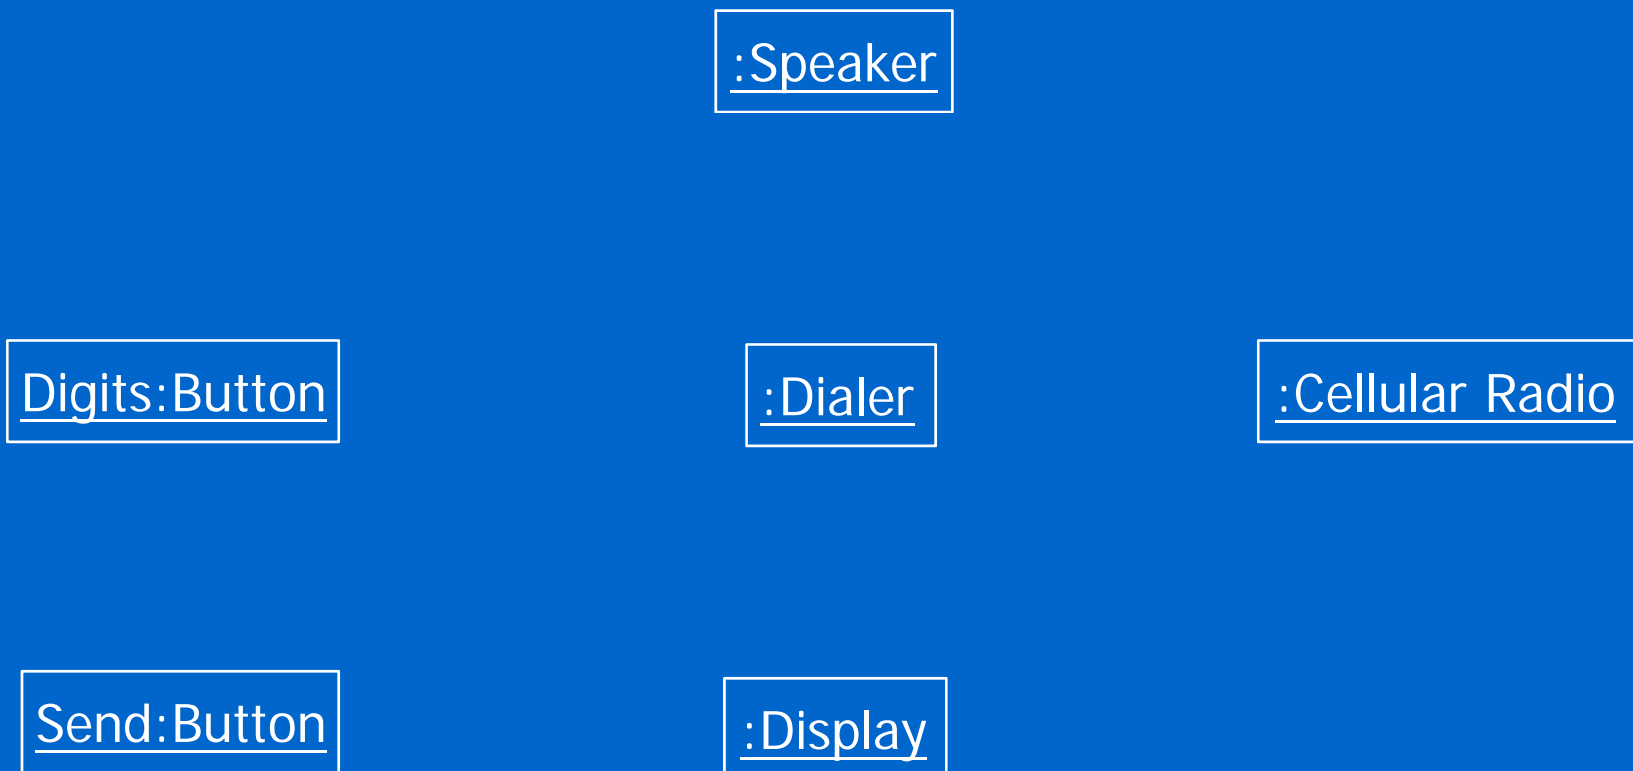 :Speaker
Digits:Button
:Dialer
:Cellular Radio
Send:Button
:Display